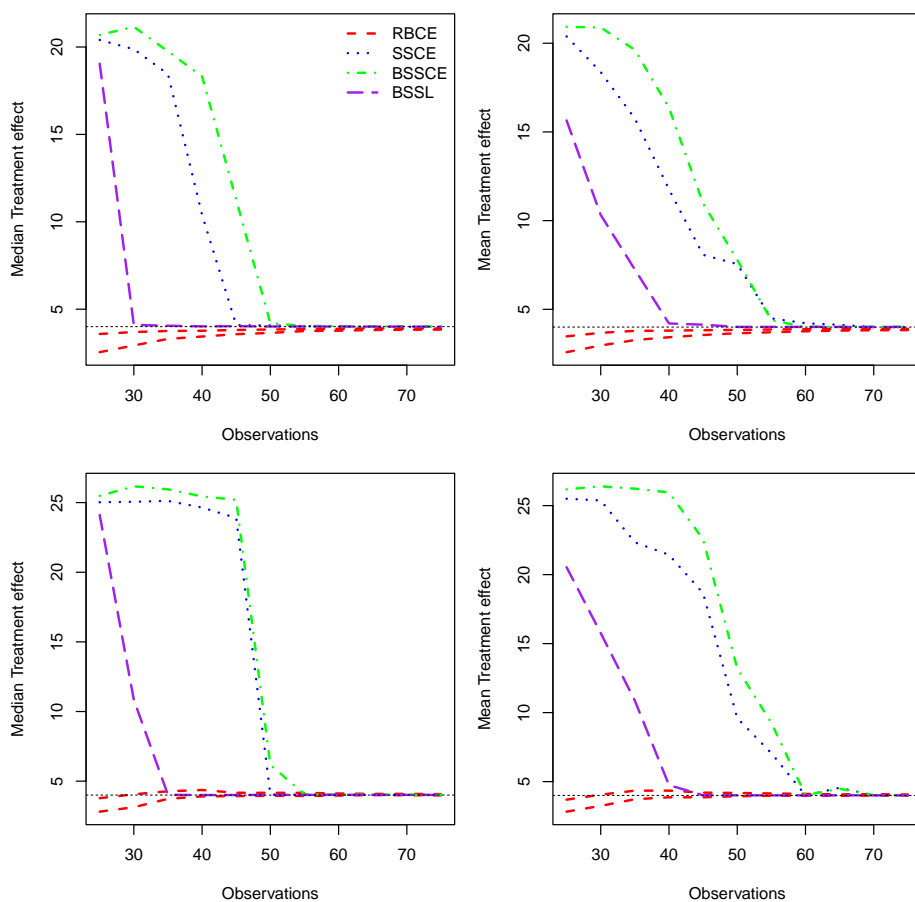 RBCE
SSCE
BSSCE
BSSL
Median Treatment effect
5 10 15 20
30 40 50 60 70
Observations
Mean Treatment effect
5 10 15 20
30 40 50 60 70
Observations
Median Treatment effect
5 10 15 20 25
30 40 50 60 70
Observations
Mean Treatment effect
5 10 15 20 25
30 40 50 60 70
Observations